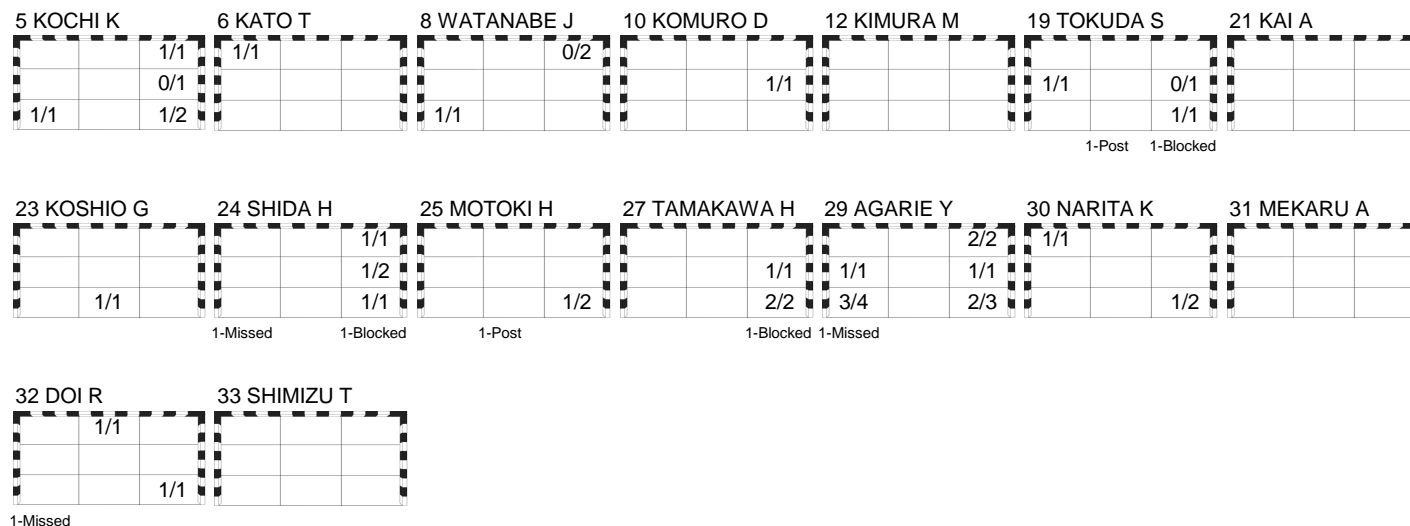 5 KOCHI K 6 KATO T 8 WATANABE J 10 KOMURO D 12 KIMURA M 19 TOKUDA S 21 KAI A
1/1 1/1 0/2
0/1 1/1 1/1 0/1
1/1 1/2 1/1 1/1
1-Post 1-Blocked
23 KOSHIO G 24 SHIDA H 25 MOTOKI H 27 TAMAKAWA H 29 AGARIE Y 30 NARITA K 31 MEKARU A
1/1 2/2 1/1
1/2 1/1 1/1 1/1
1/1 1/1 1/2 2/2 3/4 2/3 1/2
1-Missed 1-Blocked 1-Post 1-Blocked 1-Missed
32 DOI R 33 SHIMIZU T
1/1
1/1
1-Missed